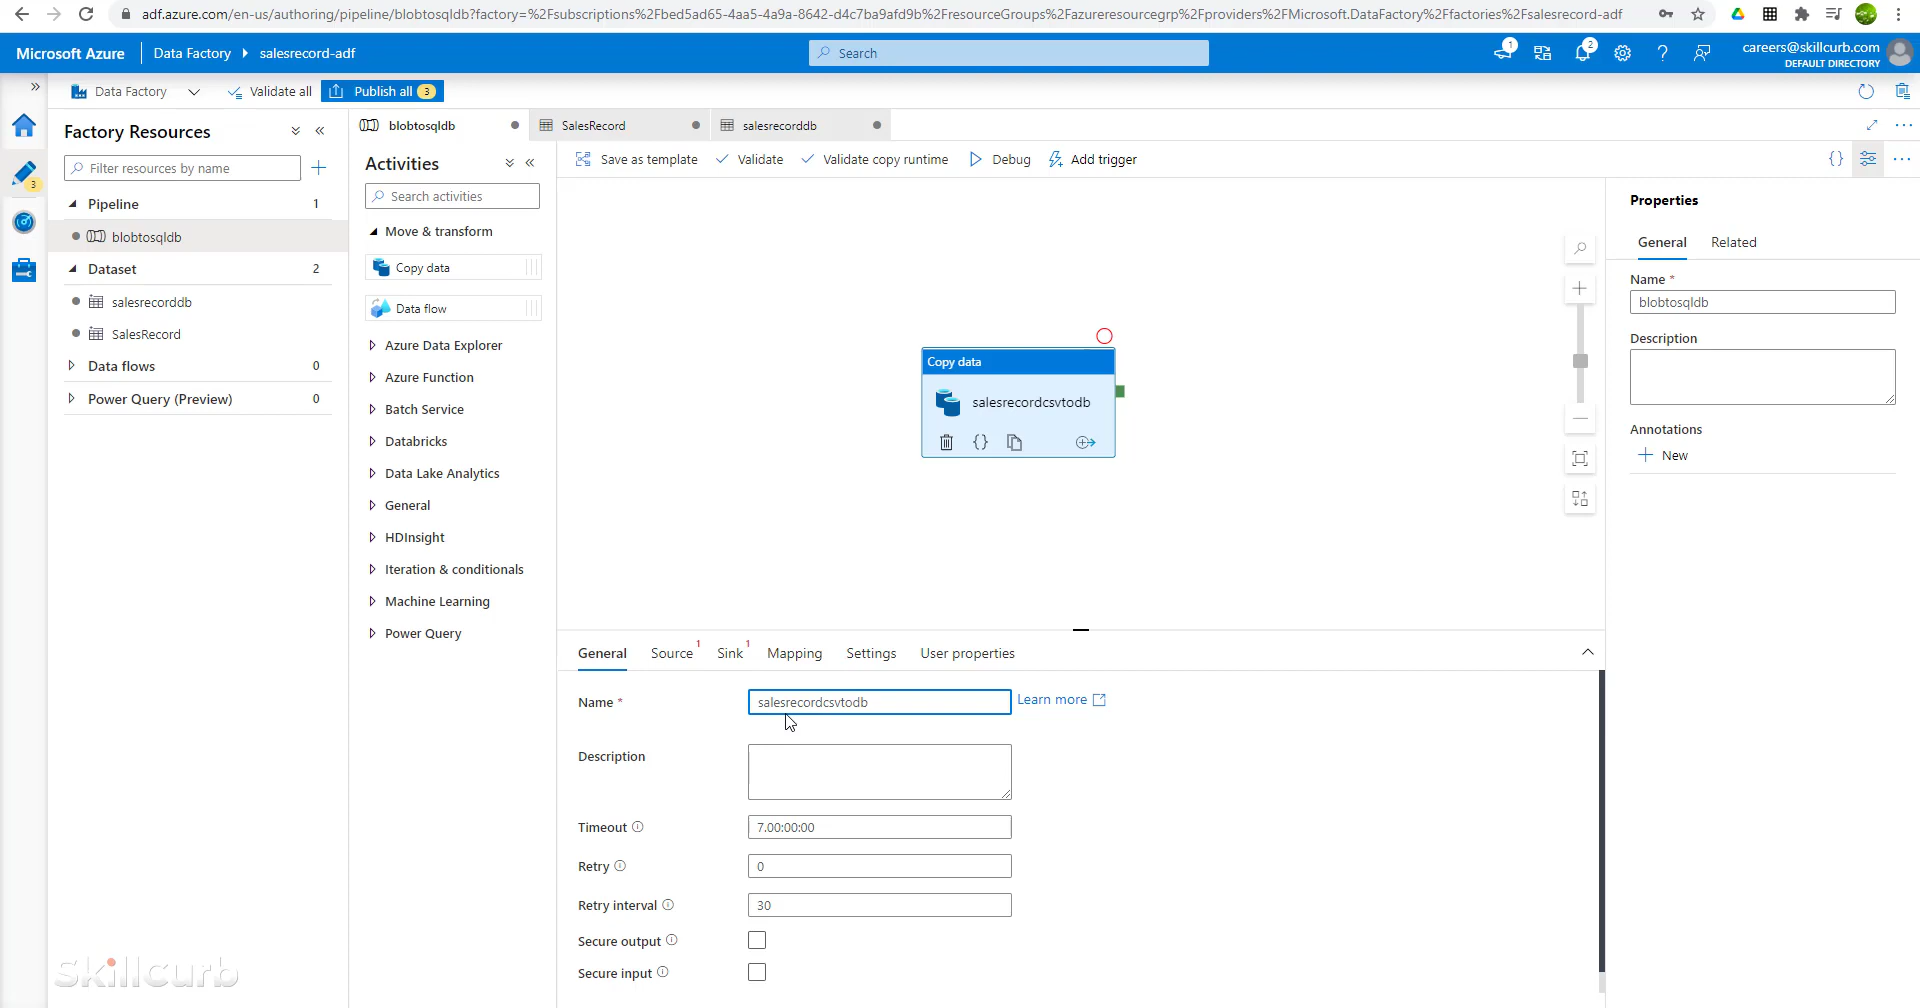 adf.azure.com/en-us/authoring/pipeline/blobtosqldb?factory=%2Fsubscriptions%2Fbed5ad65-4aa5-4a9a-8642-d4c7ba9afd9b%2FresourceGroups%2Fazureresourcegrp%2Fproviders%2FMicrosoft.DataFactory%2Ffactories%2Fsalesrecord-adf
Microsoft Azure
Data Factory
salesrecord-adf
Search
1
2
careers@skillcurb.com
DEFAULT DIRECTORY
Data Factory
Validate all
Publish all 3
3
Factory Resources
Filter resources by name
Pipeline 1
blobtosqldb
Dataset 2
salesrecorddb
SalesRecord
Data flows 0
Power Query (Preview) 0
blobtosqldb
SalesRecord
salesrecorddb
Activities
Search activities
Move & transform
Copy data
Data flow
Azure Data Explorer
Azure Function
Batch Service
Databricks
Data Lake Analytics
General
HDInsight
Iteration & conditionals
Machine Learning
Power Query
Save as template
Validate
Validate copy runtime
Debug
Add trigger
Copy data
salesrecordcsvtodb
General
Source 1
Sink 1
Mapping
Settings
User properties
Name *
salesrecordcsvtodb
Learn more
Description
Timeout
7.00:00:00
Retry
0
Retry interval
30
Secure output
Secure input
Properties
General
Related
Name *
blobtosqldb
Description
Annotations
New
Skillcurb